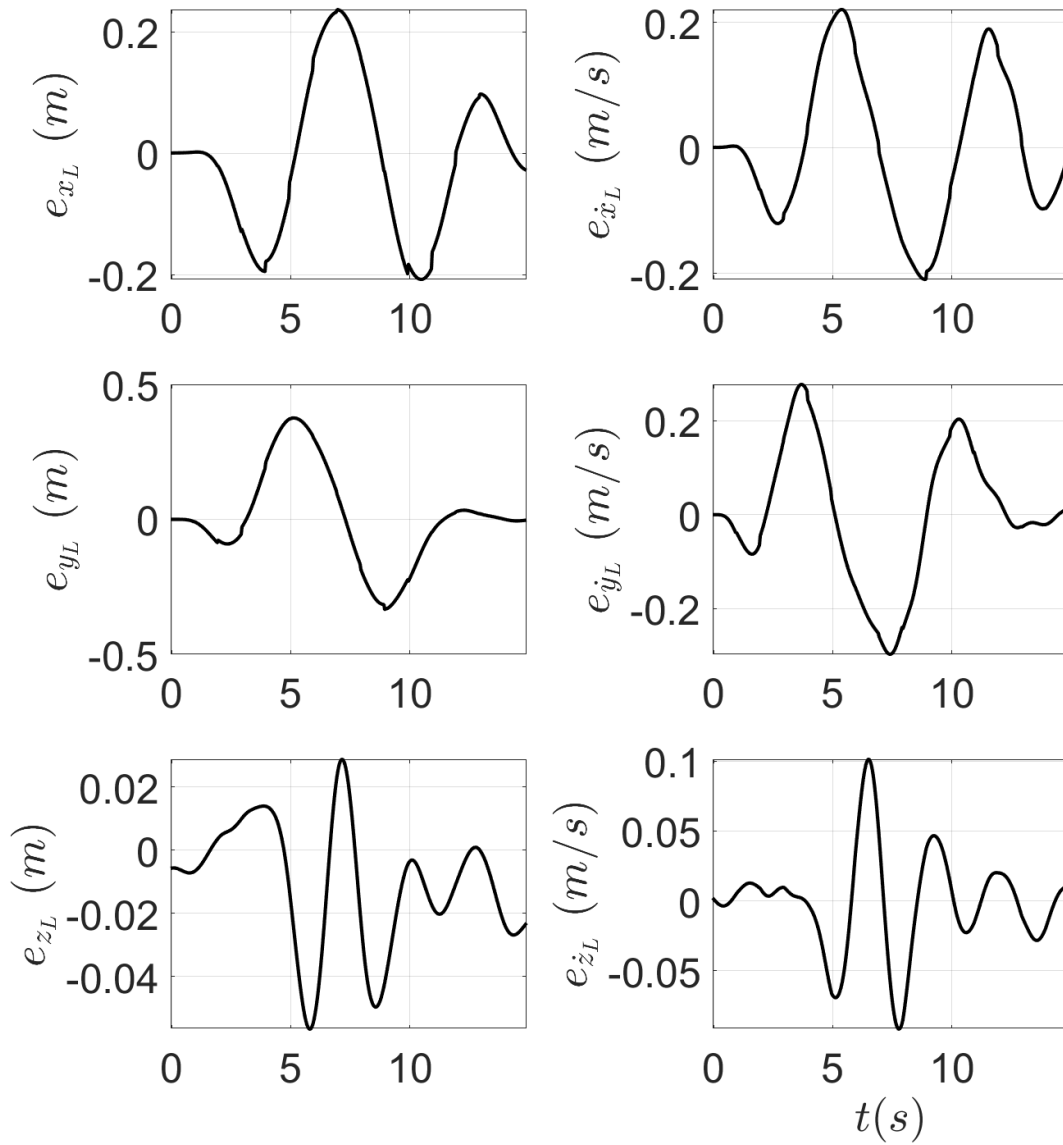 0.2
0
-0.2
0 5 10
e_{x_L} (m)
0.2
0
-0.2
0 5 10
e_{\dot{x}_L} (m/s)
0.5
0
-0.5
0 5 10
e_{y_L} (m)
0.2
0
-0.2
0 5 10
e_{\dot{y}_L} (m/s)
0.02
0
-0.02
-0.04
0 5 10
e_{z_L} (m)
0.1
0.05
0
-0.05
0 5 10
e_{\dot{z}_L} (m/s)
t(s)